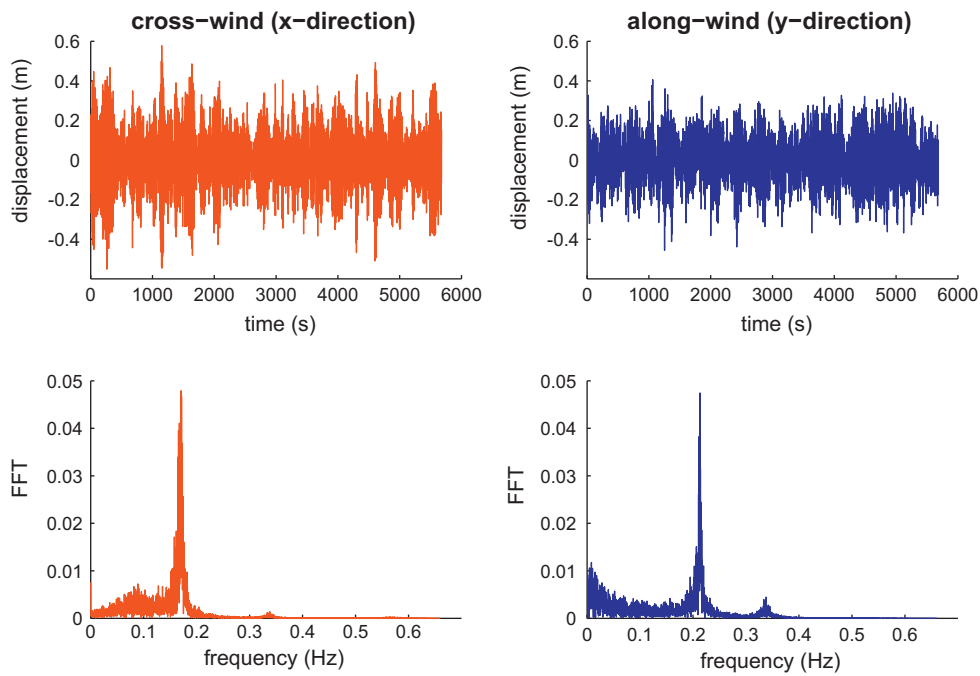 cross−wind (x−direction)
along−wind (y−direction)
displacement (m)
0.6
0.4
0.2
0
-0.2
-0.4
0 1000 2000 3000 4000 5000 6000
time (s)
displacement (m)
0.6
0.4
0.2
0
-0.2
-0.4
0 1000 2000 3000 4000 5000 6000
time (s)
FFT
0.05
0.04
0.03
0.02
0.01
0
0 0.1 0.2 0.3 0.4 0.5 0.6
frequency (Hz)
FFT
0.05
0.04
0.03
0.02
0.01
0
0 0.1 0.2 0.3 0.4 0.5 0.6
frequency (Hz)